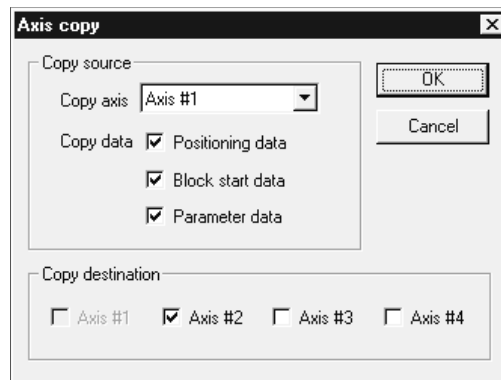 Axis copy
Copy source
Copy axis Axis #1
OK
Copy data Positioning data
Cancel
Block start data
Parameter data
Copy destination
Axis #1 Axis #2 Axis #3 Axis #4